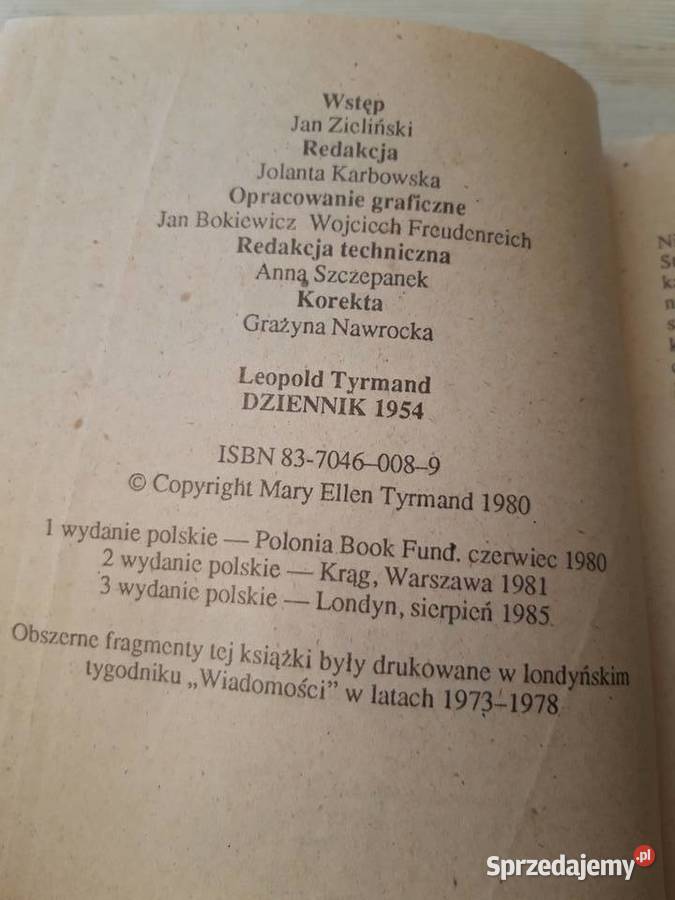 Wstęp
Jan Zieliński
Redakcja
Jolanta Karbowska
Opracowanie graficzne
Jan Bokiewicz Wojciech Freudenreich
Redakcja techniczna
Anna Szczepanek
Korekta
Grażyna Nawrocka
Leopold Tyrmand
DZIENNIK 1954
ISBN 83-7046-008-9
© Copyright Mary Ellen Tyrmand 1980
1 wydanie polskie — Polonia Book Fund. czerwiec 1980
2 wydanie polskie — Krąg, Warszawa 1981
3 wydanie polskie — Londyn, sierpień 1985
Obszerne fragmenty tej książki były drukowane w londyńskim
tygodniku „Wiadomości” w latach 1973–1978
Sprzedajemy.pl